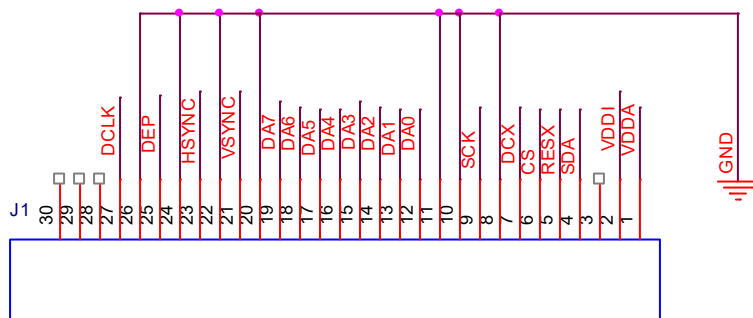 DCLK
DEP
HSYNC
VSYNC
DA7
DA6
DA5
DA4
DA3
DA2
DA1
DA0
SCK
DCX
CS
RESX
SDA
VDDI
VDDA
GND
J1
30
29
28
27
26
25
24
23
22
21
20
19
18
17
16
15
14
13
12
11
10
9
8
7
6
5
4
3
2
1